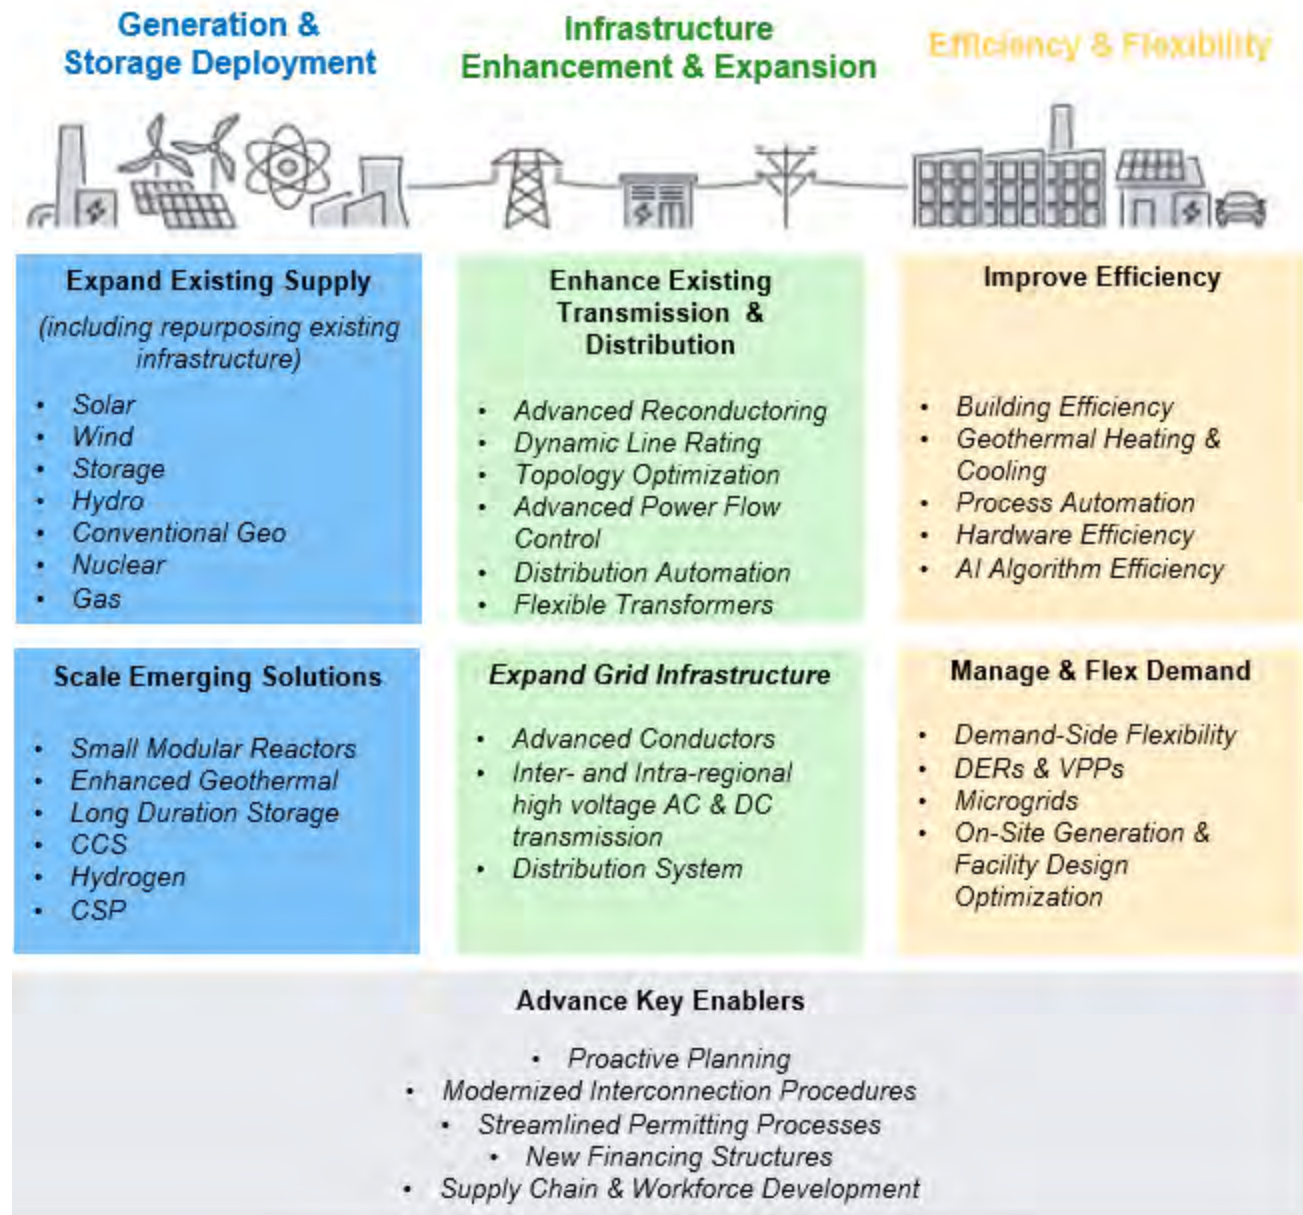 Generation &
Storage Deployment
Infrastructure
Enhancement & Expansion
Efficiency & Flexibility
Expand Existing Supply
(including repurposing existing
infrastructure)
• Solar
• Wind
• Storage
• Hydro
• Conventional Geo
• Nuclear
• Gas
Enhance Existing
Transmission &
Distribution
• Advanced Reconductoring
• Dynamic Line Rating
• Topology Optimization
• Advanced Power Flow
Control
• Distribution Automation
• Flexible Transformers
Improve Efficiency
• Building Efficiency
• Geothermal Heating &
Cooling
• Process Automation
• Hardware Efficiency
• AI Algorithm Efficiency
Scale Emerging Solutions
• Small Modular Reactors
• Enhanced Geothermal
• Long Duration Storage
• CCS
• Hydrogen
• CSP
Expand Grid Infrastructure
• Advanced Conductors
• Inter- and Intra-regional
high voltage AC & DC
transmission
• Distribution System
Manage & Flex Demand
• Demand-Side Flexibility
• DERs & VPPs
• Microgrids
• On-Site Generation &
Facility Design
Optimization
Advance Key Enablers
• Proactive Planning
• Modernized Interconnection Procedures
• Streamlined Permitting Processes
• New Financing Structures
• Supply Chain & Workforce Development